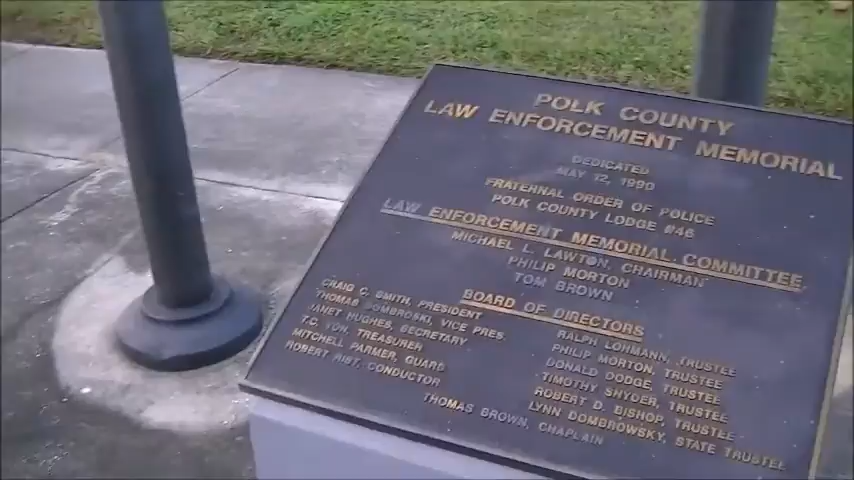 POLK COUNTY
LAW ENFORCEMENT MEMORIAL
DEDICATED
MAY 12, 1990
FRATERNAL ORDER OF POLICE
POLK COUNTY LODGE #46
LAW ENFORCEMENT MEMORIAL COMMITTEE
MICHAEL L. LAWTON, CHAIRMAN
PHILIP MORTON
TOM BROWN
BOARD OF DIRECTORS
CRAIG C. SMITH, PRESIDENT
THOMAS DOMBROSKI, VICE PRES
JANET HUGHES, SECRETARY
T.C. YON, TREASURER
MITCHELL PARMER, GUARD
ROBERT AIST, CONDUCTOR
RALPH LOHMANN, TRUSTEE
PHILIP MORTON, TRUSTEE
DONALD DODGE, TRUSTEE
TIMOTHY SNYDER, TRUSTEE
ROBERT D. BISHOP, TRUSTEE
LYNN DOMBROWSKY, STATE TRUSTEE
THOMAS BROWN, CHAPLAIN